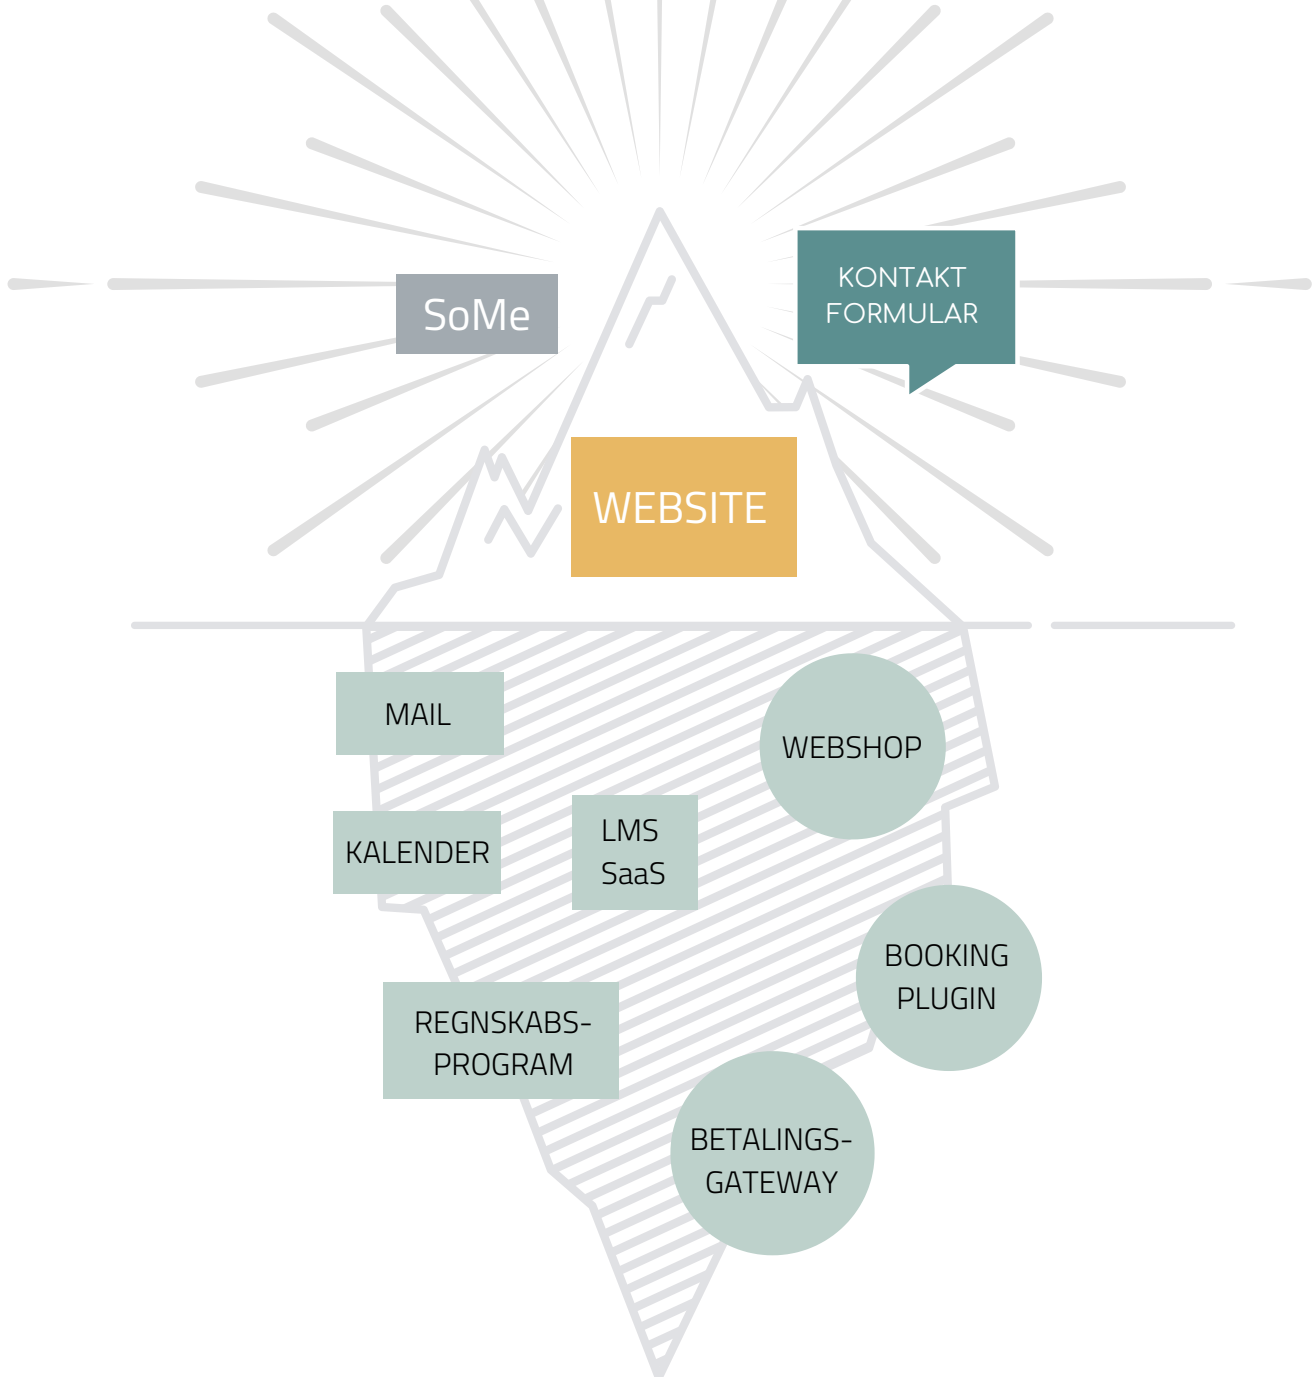 SoMe
KONTAKT
FORMULAR
WEBSITE
MAIL
WEBSHOP
KALENDER
LMS
SaaS
BOOKING
PLUGIN
REGNSKABS-
PROGRAM
BETALINGS-
GATEWAY